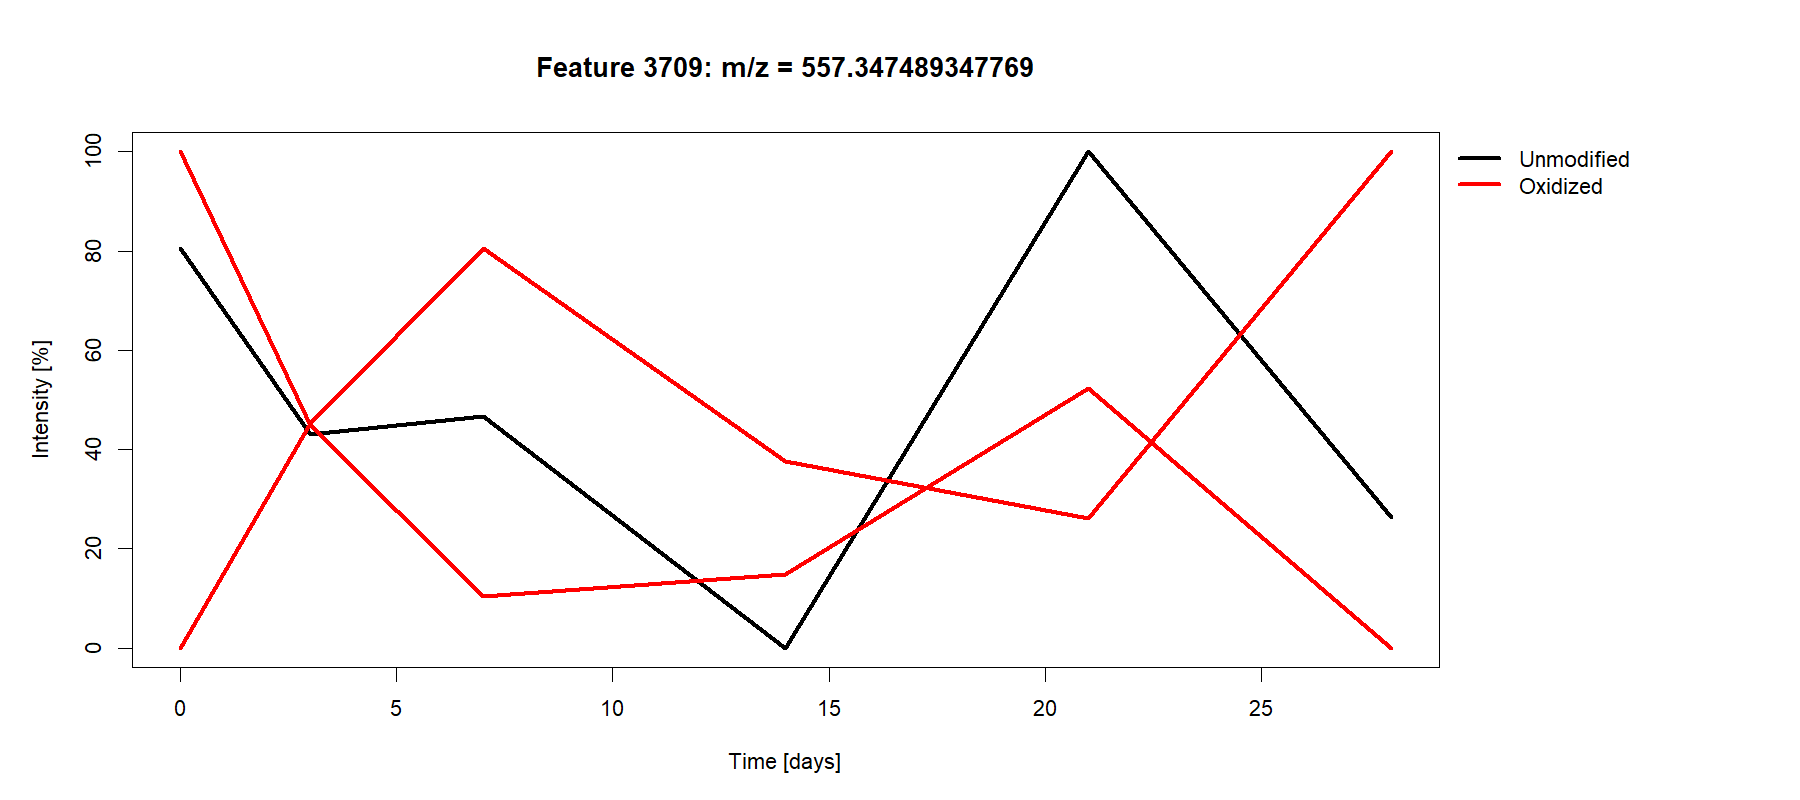 Feature 3709: m/z = 557.347489347769
100
80
60
40
20
0
Intensity [%]
0 5 10 15 20 25
Time [days]
Unmodified
Oxidized